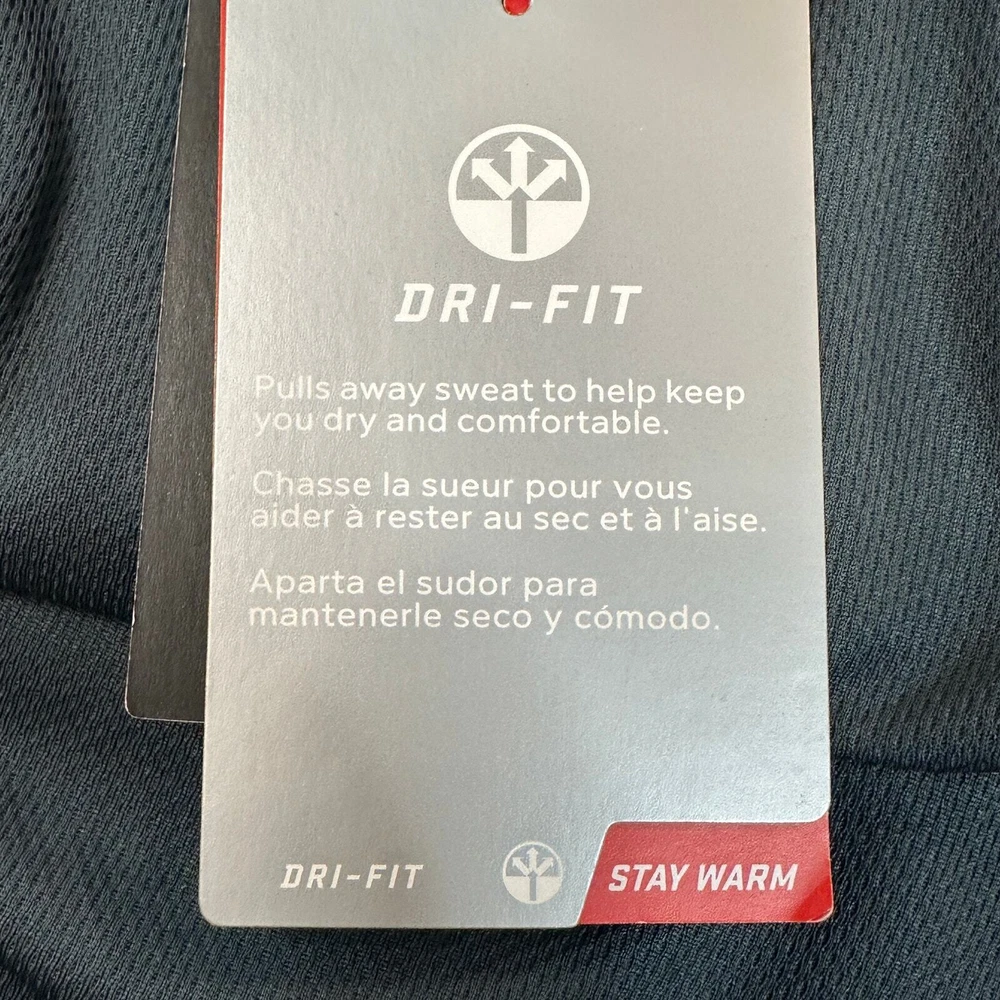 DRI-FIT
Pulls away sweat to help keep
you dry and comfortable.
Chasse la sueur pour vous
aider à rester au sec et à l'aise.
Aparta el sudor para
mantenerle seco y cómodo.
DRI-FIT
STAY WARM